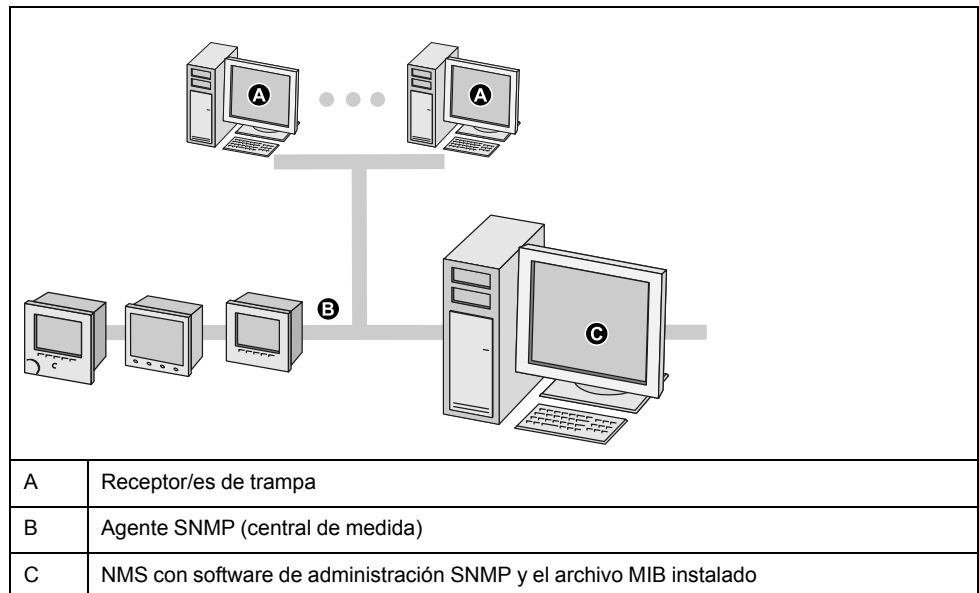 A
A
B
C
A Receptor/es de trampa
B Agente SNMP (central de medida)
C NMS con software de administración SNMP y el archivo MIB instalado